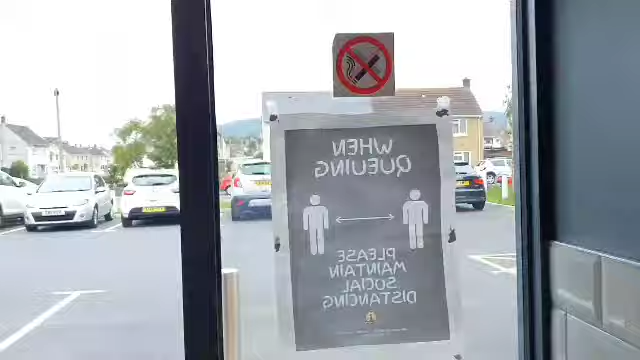 WHEN
QUEUING
PLEASE
MAINTAIN
SOCIAL
DISTANCING